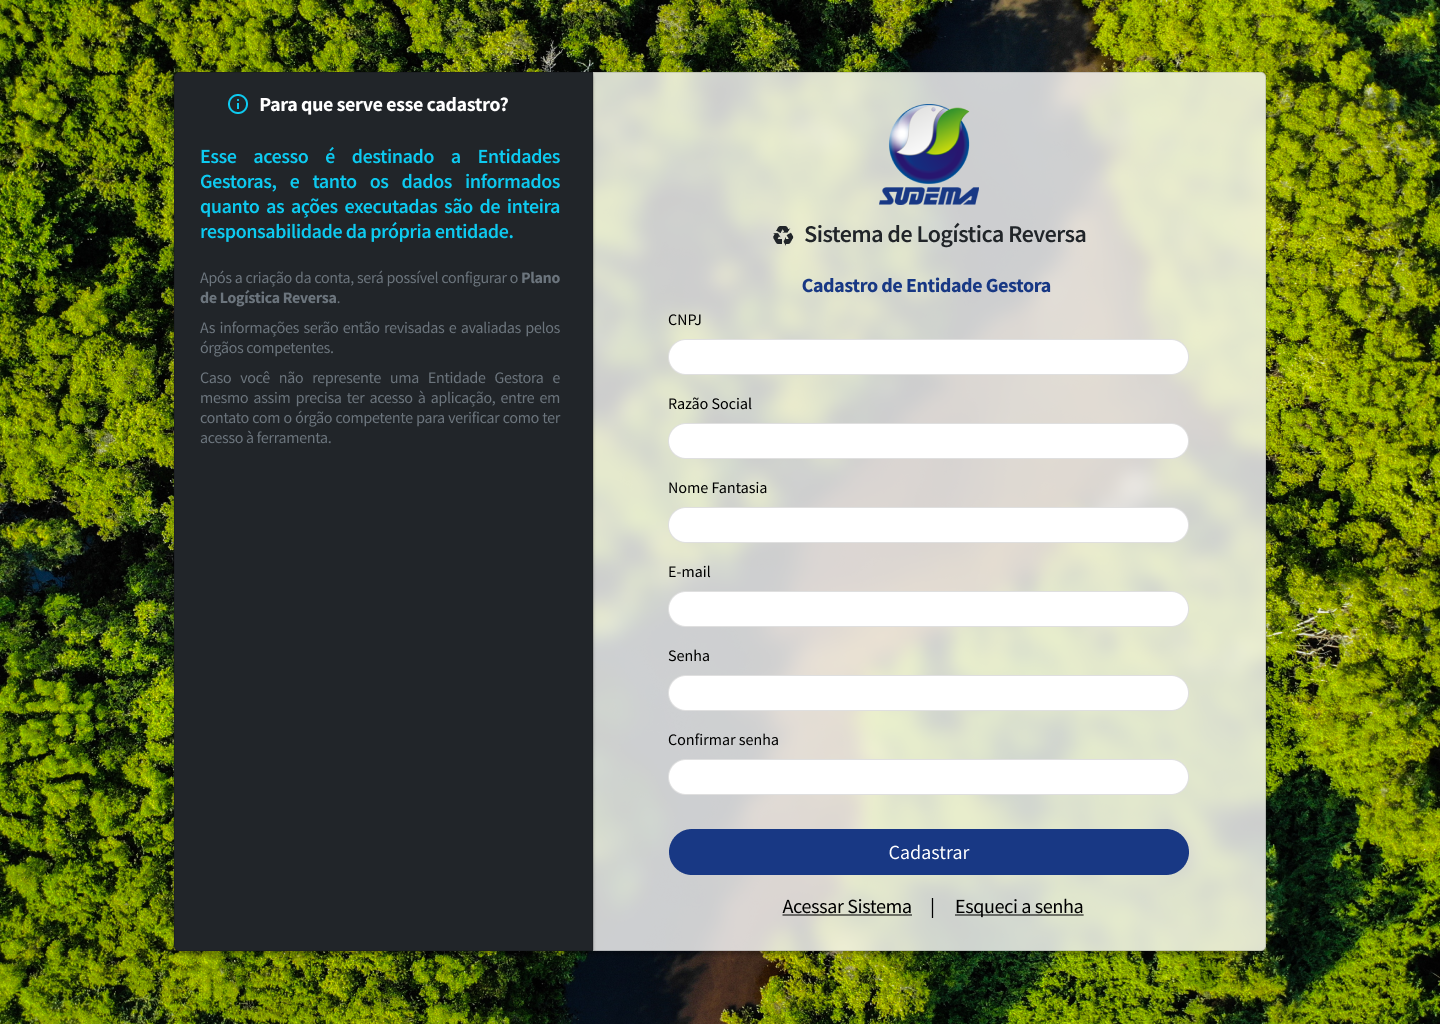 Para que serve esse cadastro?
Esse acesso é destinado a Entidades
Gestoras, e tanto os dados informados
quanto as ações executadas são de inteira
responsabilidade da própria entidade.
Após a criação da conta, será possível configurar o Plano
de Logística Reversa.
As informações serão então revisadas e avaliadas pelos
órgãos competentes.
Caso você não represente uma Entidade Gestora e
mesmo assim precisa ter acesso à aplicação, entre em
contato com o órgão competente para verificar como ter
acesso à ferramenta.
SUDEMA
Sistema de Logística Reversa
Cadastro de Entidade Gestora
CNPJ
Razão Social
Nome Fantasia
E-mail
Senha
Confirmar senha
Cadastrar
Acessar Sistema | Esqueci a senha